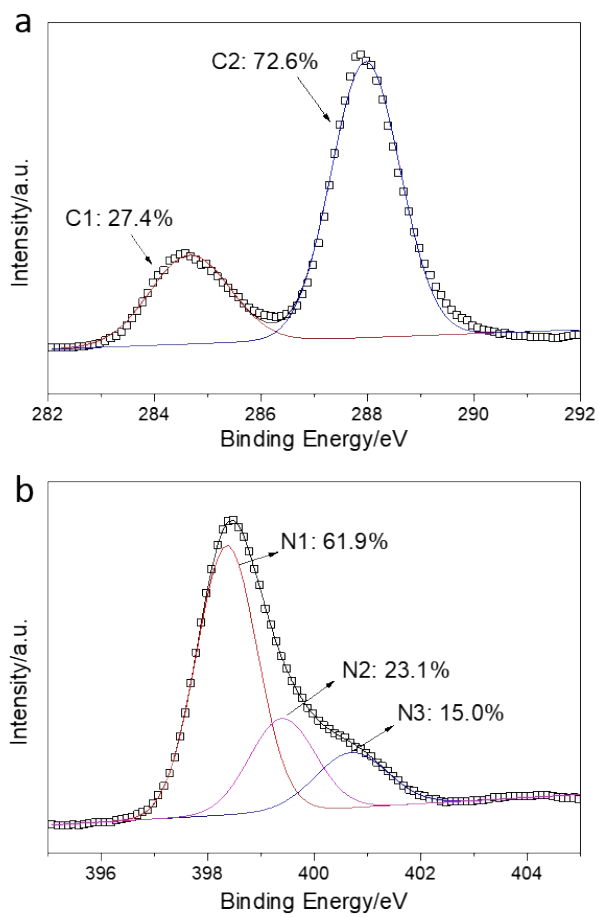 a
C2: 72.6%
C1: 27.4%
Intensity/a.u.
282 284 286 288 290 292
Binding Energy/eV
b
N1: 61.9%
N2: 23.1%
N3: 15.0%
Intensity/a.u.
396 398 400 402 404
Binding Energy/eV